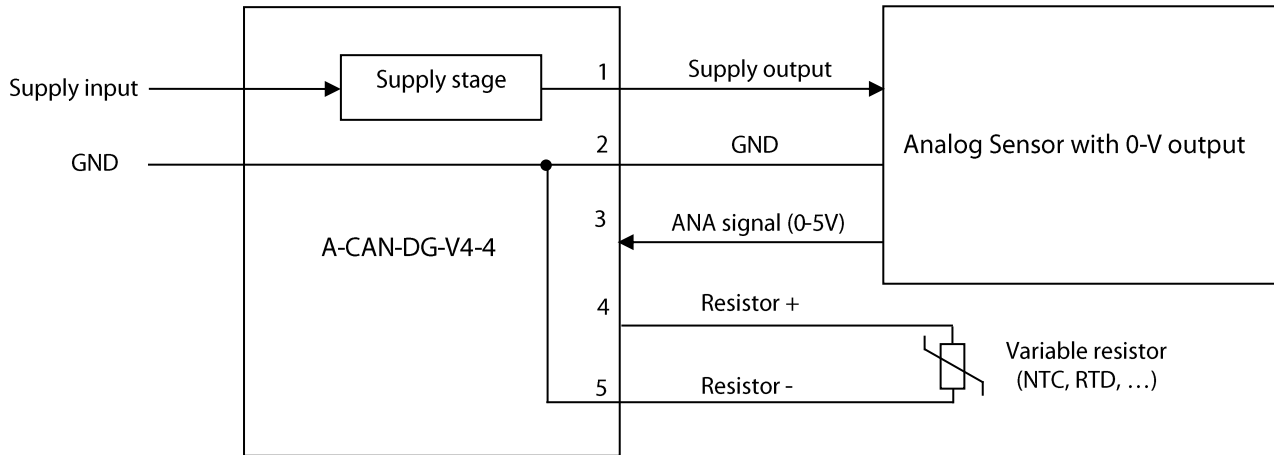 Supply input
Supply stage
1
Supply output
GND
2
GND
Analog Sensor with 0-V output
3
ANA signal (0-5V)
A-CAN-DG-V4-4
4
Resistor +
Variable resistor
(NTC, RTD, …)
5
Resistor -